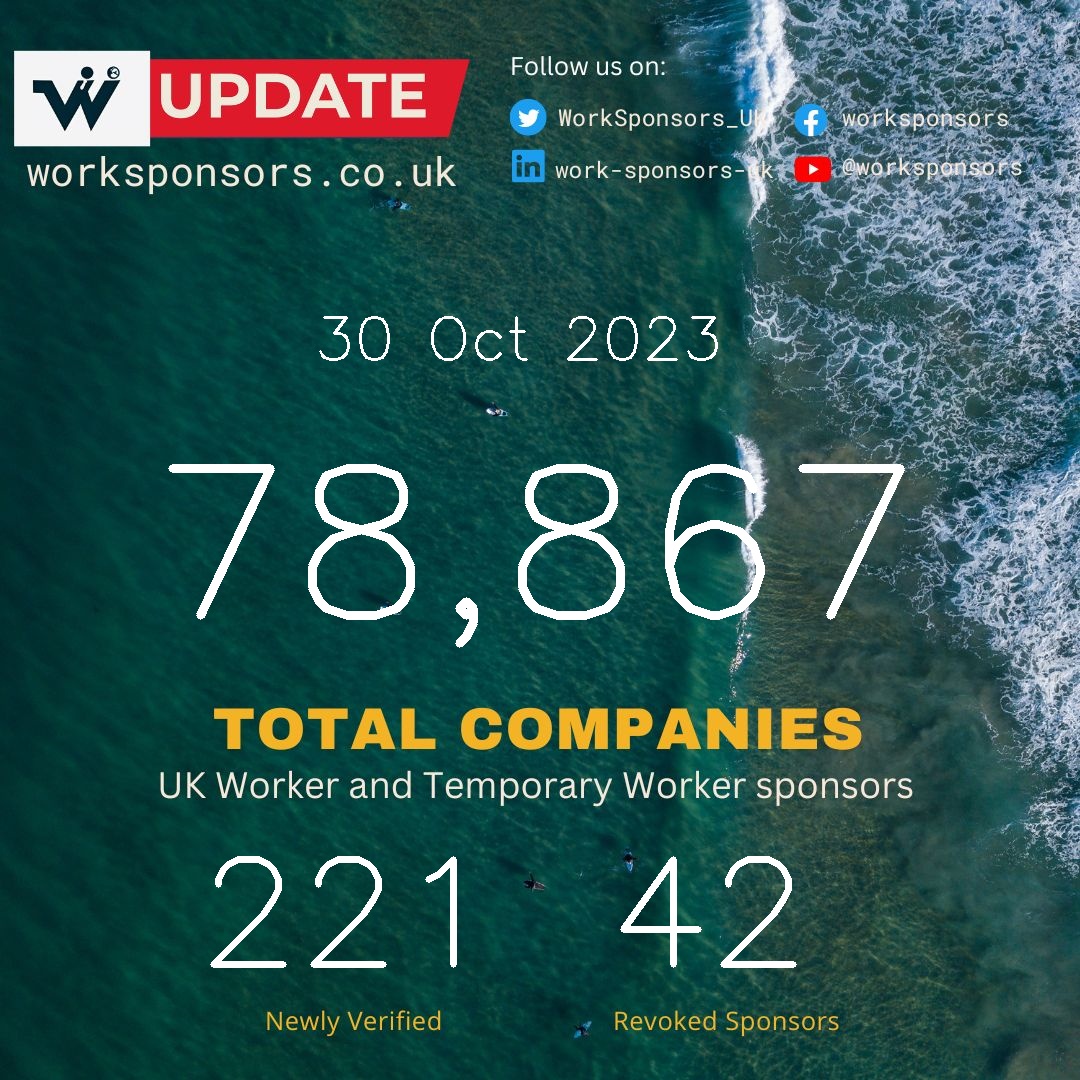 UPDATE
worksponsors.co.uk
Follow us on:
WorkSponsors_UK
worksponsors
work-sponsors-uk
@worksponsors
30 Oct 2023
78,867
TOTAL COMPANIES
UK Worker and Temporary Worker sponsors
221
42
Newly Verified
Revoked Sponsors